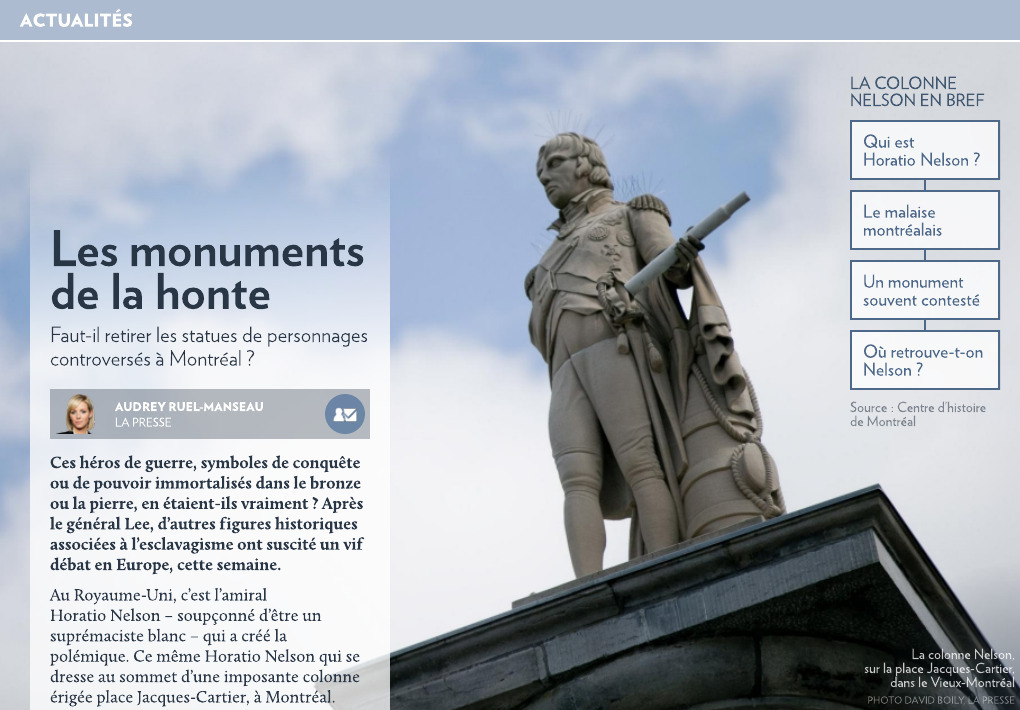 ACTUALITÉS
Les monuments
de la honte
Faut-il retirer les statues de personnages
controversés à Montréal ?
AUDREY RUEL-MANSEAU
LA PRESSE
Ces héros de guerre, symboles de conquête
ou de pouvoir immortalisés dans le bronze
ou la pierre, en étaient-ils vraiment ? Après
le général Lee, d’autres figures historiques
associées à l’esclavagisme ont suscité un vif
débat en Europe, cette semaine.
Au Royaume-Uni, c’est l’amiral
Horatio Nelson – soupçonné d’être un
suprémaciste blanc – qui a créé la
polémique. Ce même Horatio Nelson qui se
dresse au sommet d’une imposante colonne
érigée place Jacques-Cartier, à Montréal.
LA COLONNE
NELSON EN BREF
Qui est
Horatio Nelson ?
Le malaise
montréalais
Un monument
souvent contesté
Où retrouve-t-on
Nelson ?
Source : Centre d’histoire
de Montréal
La colonne Nelson,
sur la place Jacques-Cartier,
dans le Vieux-Montréal
PHOTO DAVID BOILY, LA PRESSE